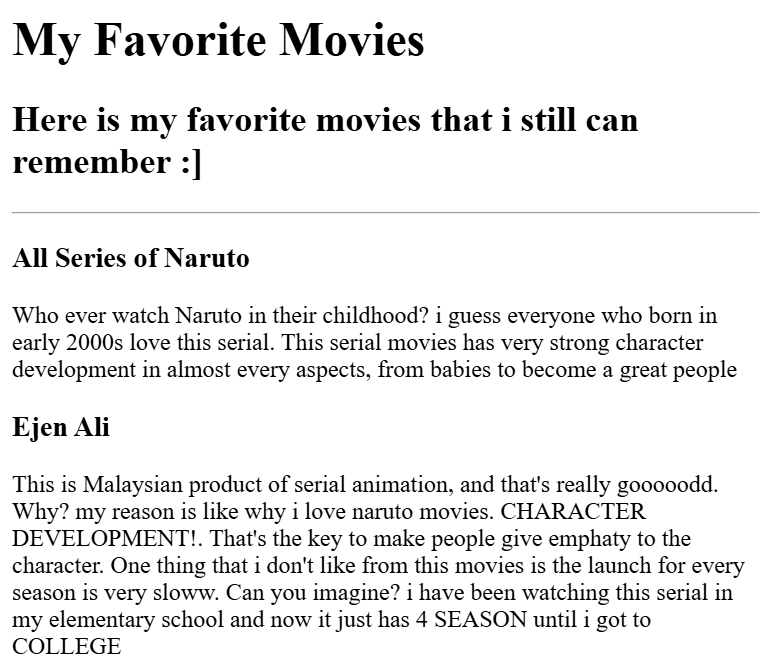 My Favorite Movies
Here is my favorite movies that i still can
remember :]
All Series of Naruto
Who ever watch Naruto in their childhood? i guess everyone who born in
early 2000s love this serial. This serial movies has very strong character
development in almost every aspects, from babies to become a great people
Ejen Ali
This is Malaysian product of serial animation, and that's really gooooodd.
Why? my reason is like why i love naruto movies. CHARACTER
DEVELOPMENT!. That's the key to make people give emphaty to the
character. One thing that i don't like from this movies is the launch for every
season is very sloww. Can you imagine? i have been watching this serial in
my elementary school and now it just has 4 SEASON until i got to
COLLEGE